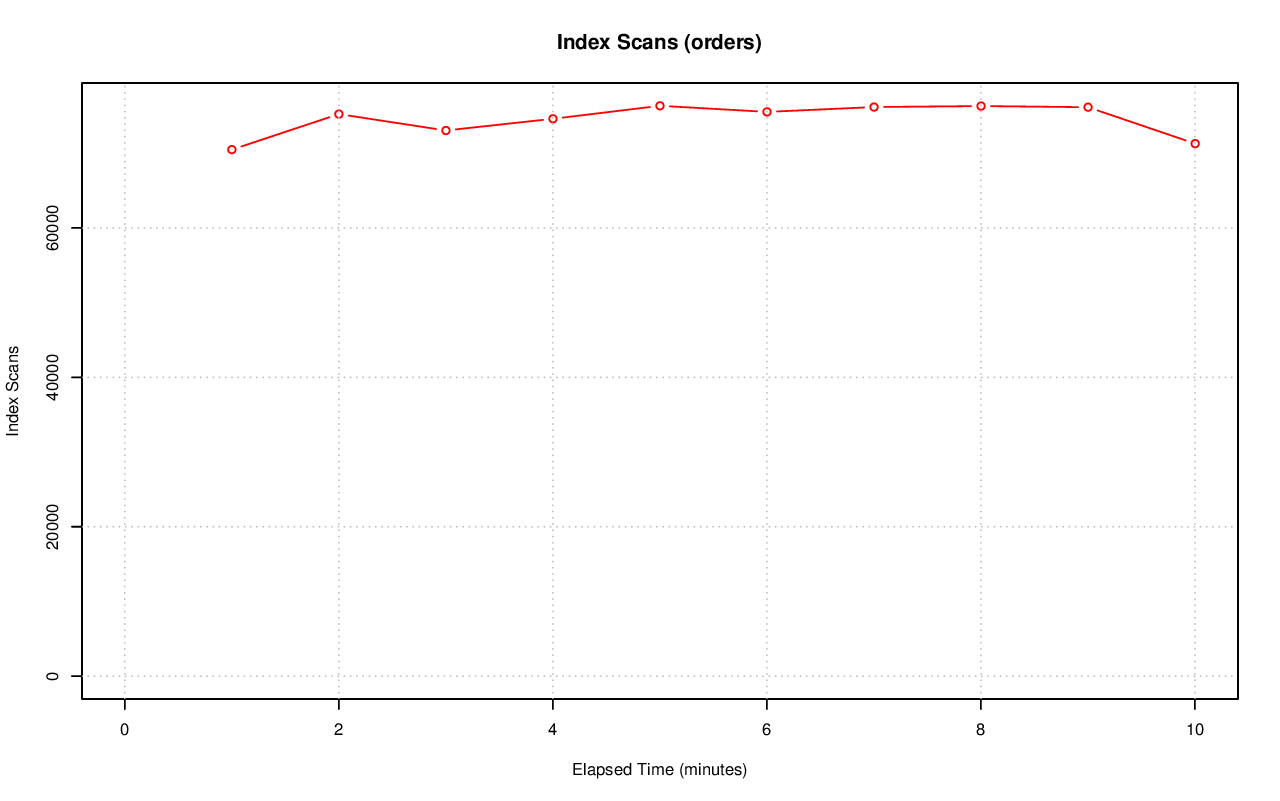 Index Scans (orders)
Index Scans
60000
40000
20000
0
0 2 4 6 8 10
Elapsed Time (minutes)